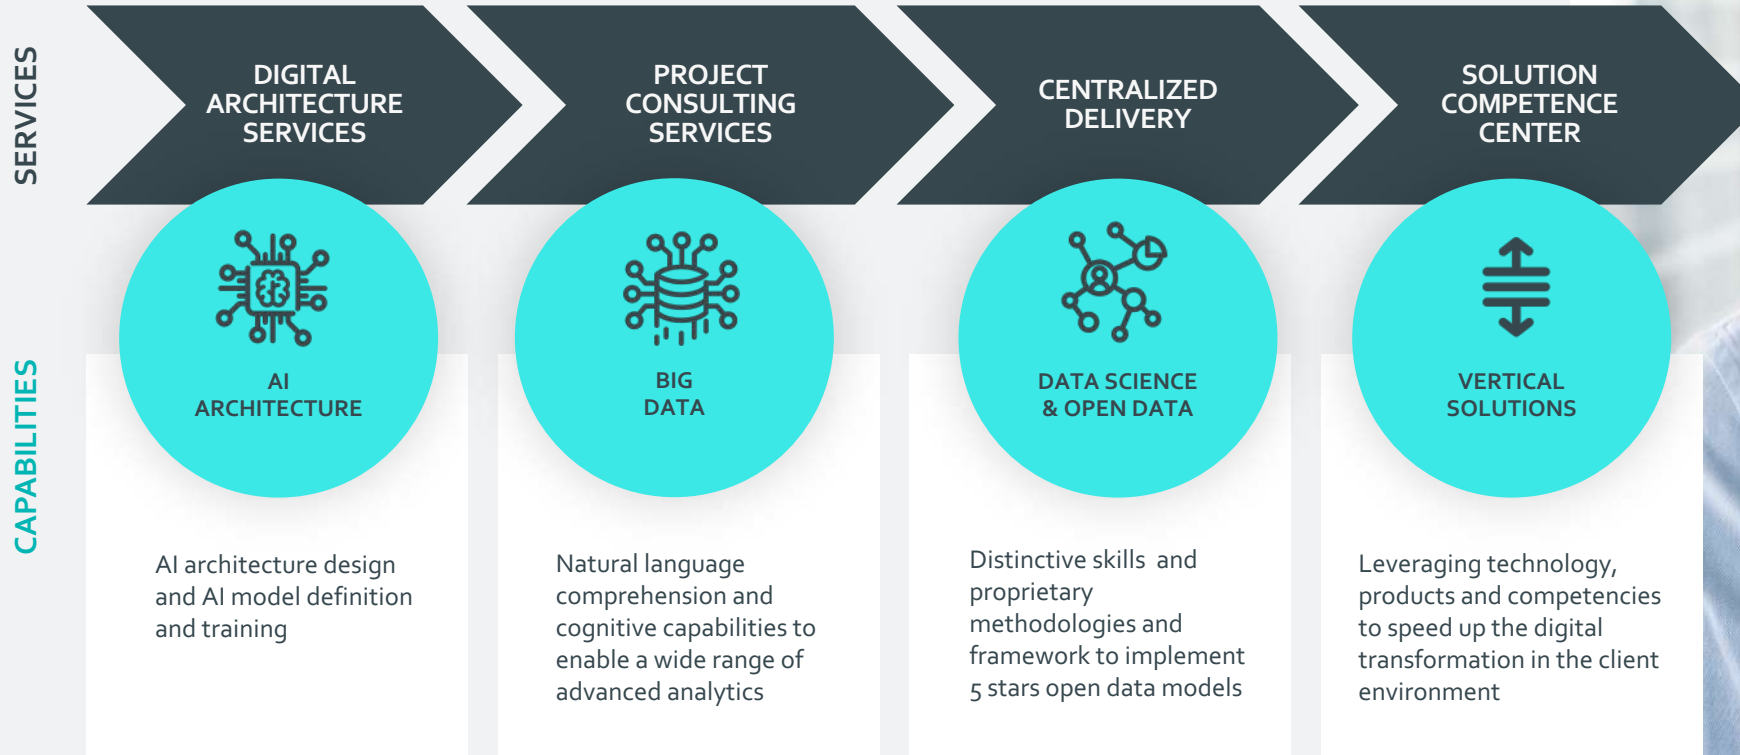 SERVICES
DIGITAL
ARCHITECTURE
SERVICES
PROJECT
CONSULTING
SERVICES
CENTRALIZED
DELIVERY
SOLUTION
COMPETENCE
CENTER
CAPABILITIES
AI
ARCHITECTURE
BIG
DATA
DATA SCIENCE
& OPEN DATA
VERTICAL
SOLUTIONS
AI architecture design
and AI model definition
and training
Natural language
comprehension and
cognitive capabilities to
enable a wide range of
advanced analytics
Distinctive skills and
proprietary
methodologies and
framework to implement
5 stars open data models
Leveraging technology,
products and competencies
to speed up the digital
transformation in the client
environment